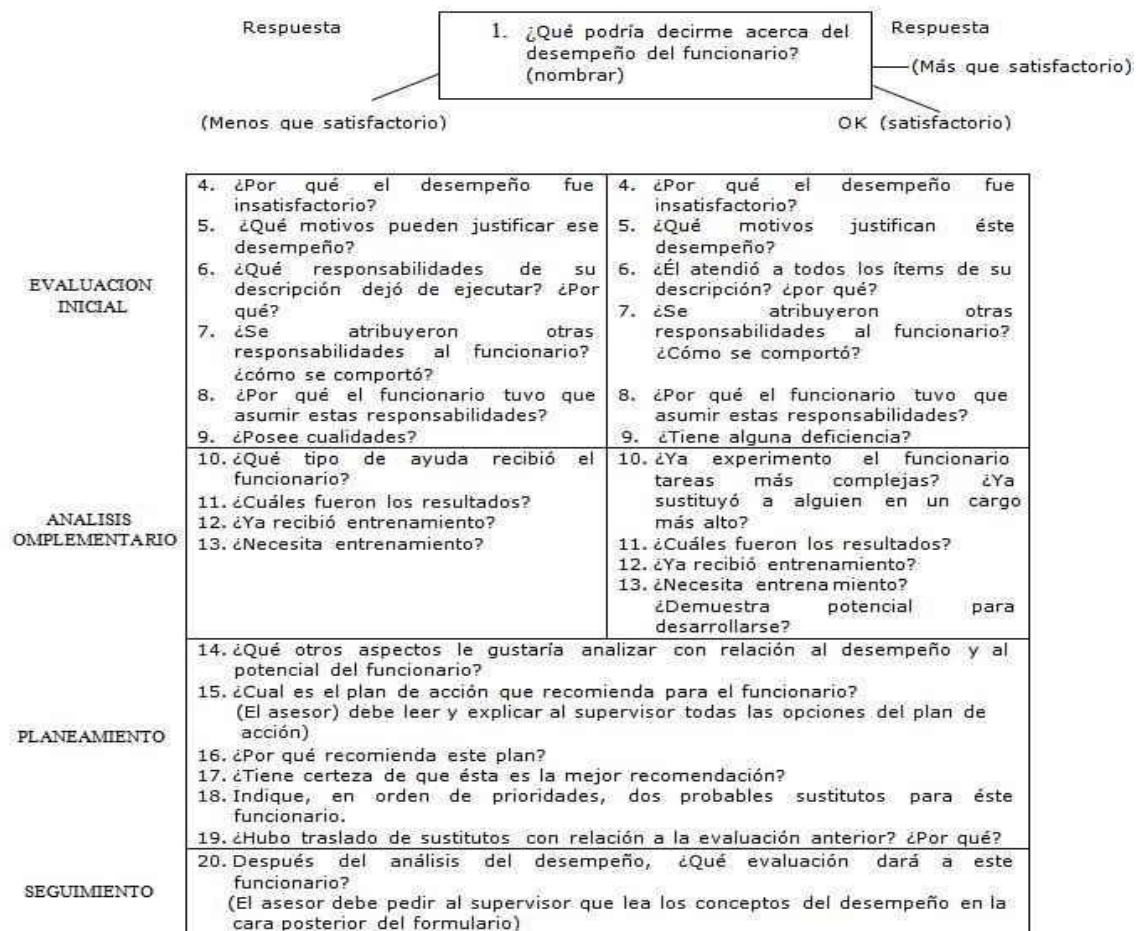 Respuesta
1. ¿Qué podría decirme acerca del
desempeño del funcionario?
(nombrar)
Respuesta
(Más que satisfactorio)
(Menos que satisfactorio)
OK (satisfactorio)
EVALUACION
INICIAL
4. ¿Por qué el desempeño fue
insatisfactorio?
5. ¿Qué motivos pueden justificar ese
desempeño?
6. ¿Qué responsabilidades de su
descripción dejó de ejecutar? ¿Por
qué?
7. ¿Se atribuyeron otras
responsabilidades al funcionario?
¿cómo se comportó?
8. ¿Por qué el funcionario tuvo que
asumir estas responsabilidades?
9. ¿Posee cualidades?
4. ¿Por qué el desempeño fue
insatisfactorio?
5. ¿Qué motivos justifican éste
desempeño?
6. ¿Él atendió a todos los ítems de su
descripción? ¿por qué?
7. ¿Se atribuyeron otras
responsabilidades al funcionario?
¿Cómo se comportó?
8. ¿Por qué el funcionario tuvo que
asumir estas responsabilidades?
9. ¿Tiene alguna deficiencia?
ANALISIS
OMPLEMENTARIO
10. ¿Qué tipo de ayuda recibió el
funcionario?
11. ¿Cuáles fueron los resultados?
12. ¿Ya recibió entrenamiento?
13. ¿Necesita entrenamiento?
10. ¿Ya experimento el funcionario
tareas más complejas? ¿Ya
sustituyó a alguien en un cargo
más alto?
11. ¿Cuáles fueron los resultados?
12. ¿Ya recibió entrenamiento?
13. ¿Necesita entrenamiento?
¿Demuestra potencial para
desarrollarse?
PLANEAMIENTO
14. ¿Qué otros aspectos le gustaría analizar con relación al desempeño y al
potencial del funcionario?
15. ¿Cual es el plan de acción que recomienda para el funcionario?
(El asesor) debe leer y explicar al supervisor todas las opciones del plan de
acción)
16. ¿Por qué recomienda este plan?
17. ¿Tiene certeza de que ésta es la mejor recomendación?
18. Indique, en orden de prioridades, dos probables sustitutos para éste
funcionario.
19. ¿Hubo traslado de sustitutos con relación a la evaluación anterior? ¿Por qué?
SEGUIMIENTO
20. Después del análisis del desempeño, ¿Qué evaluación dará a este
funcionario?
(El asesor debe pedir al supervisor que lea los conceptos del desempeño en la
cara posterior del formulario)